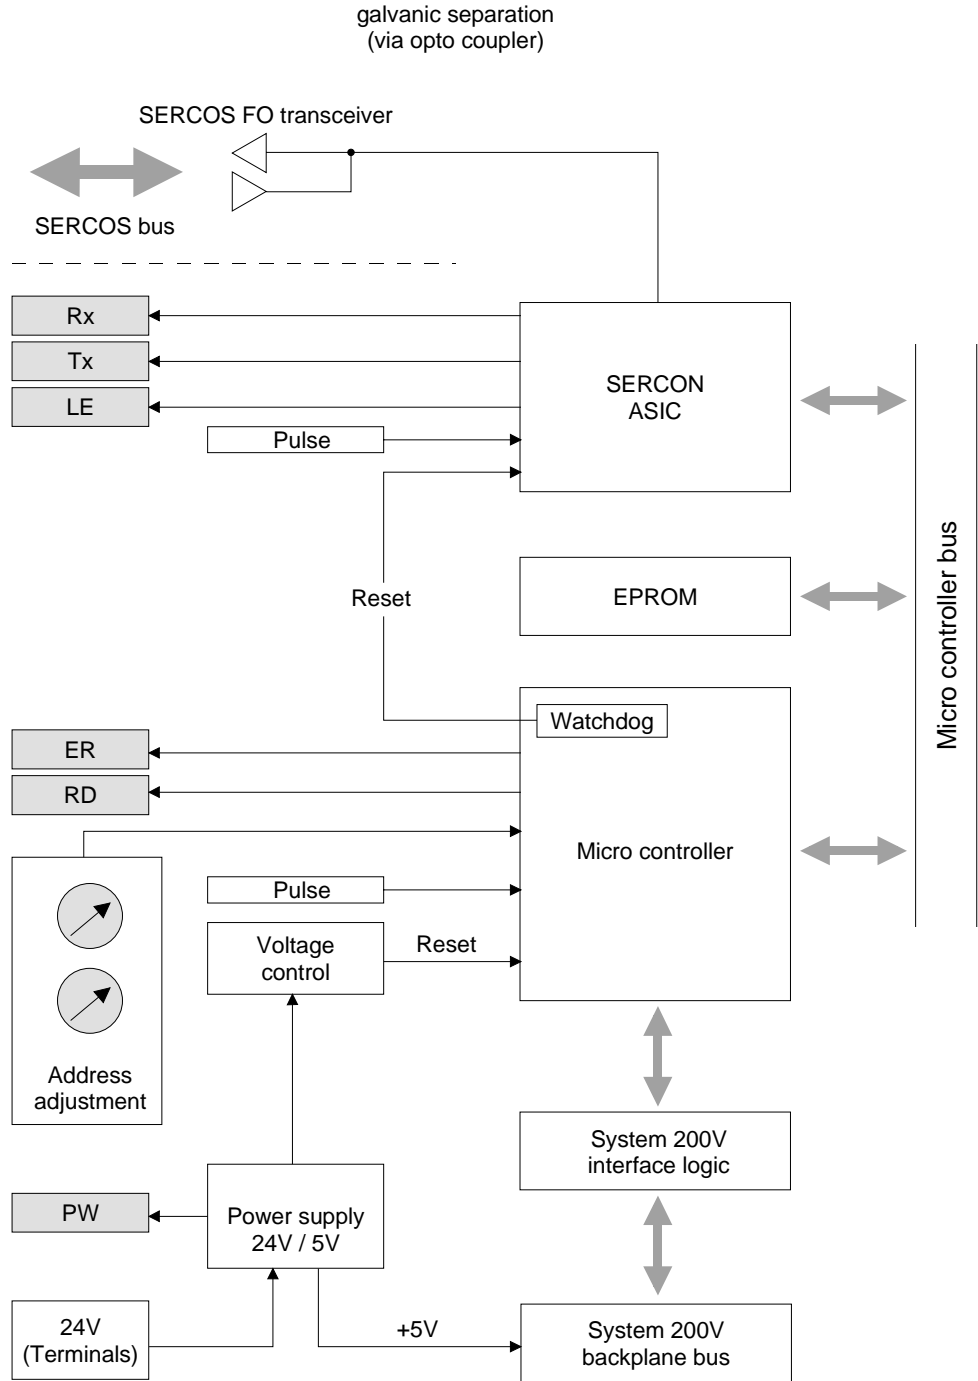 galvanic separation
(via opto coupler)
SERCOS FO transceiver
SERCOS bus
Rx
Tx
LE
Pulse
SERCON
ASIC
Reset
EPROM
Micro controller bus
Watchdog
ER
RD
Micro controller
Pulse
Voltage
control
Reset
Address
adjustment
System 200V
interface logic
PW
Power supply
24V / 5V
24V
(Terminals)
+5V
System 200V
backplane bus